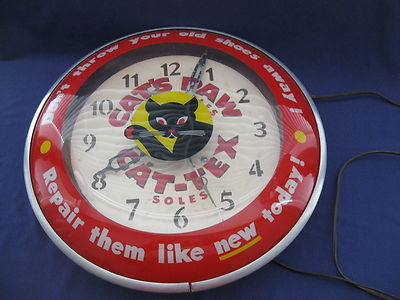 Don't throw your old shoes away!
12
1
2
3
4
5
6
7
8
9
10
11
CAT'S PAW
CAT-TEX
SOLES
Repair them like new today!